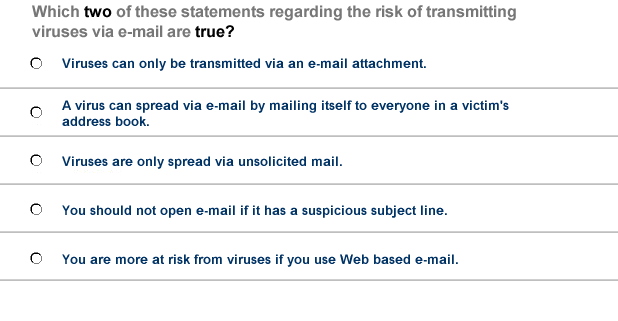 Which two of these statements regarding the risk of transmitting
viruses via e-mail are true?
Viruses can only be transmitted via an e-mail attachment.
A virus can spread via e-mail by mailing itself to everyone in a victim's
address book.
Viruses are only spread via unsolicited mail.
You should not open e-mail if it has a suspicious subject line.
You are more at risk from viruses if you use Web based e-mail.